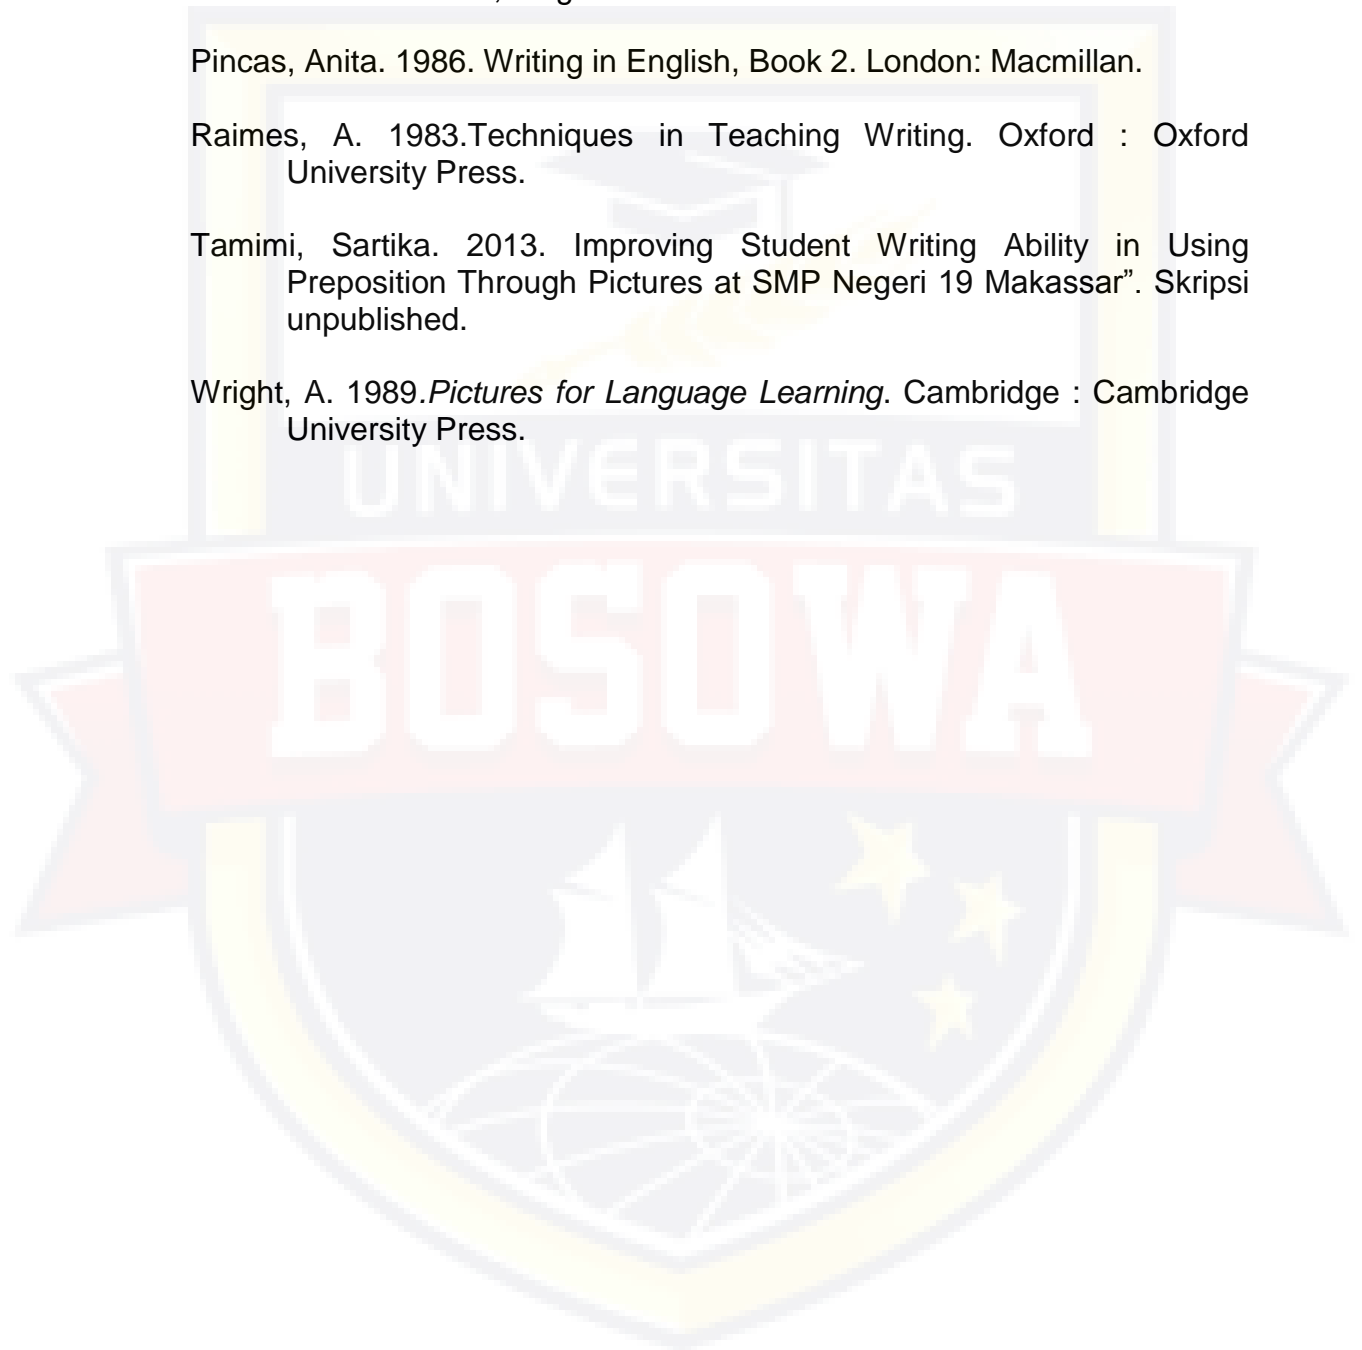 Pincas, Anita. 1986. Writing in English, Book 2. London: Macmillan.
Raimes, A. 1983.Techniques in Teaching Writing. Oxford : Oxford
University Press.
Tamimi, Sartika. 2013. Improving Student Writing Ability in Using
Preposition Through Pictures at SMP Negeri 19 Makassar”. Skripsi
unpublished.
Wright, A. 1989.Pictures for Language Learning. Cambridge : Cambridge
University Press.
UNIVERSITAS
BOSOWA